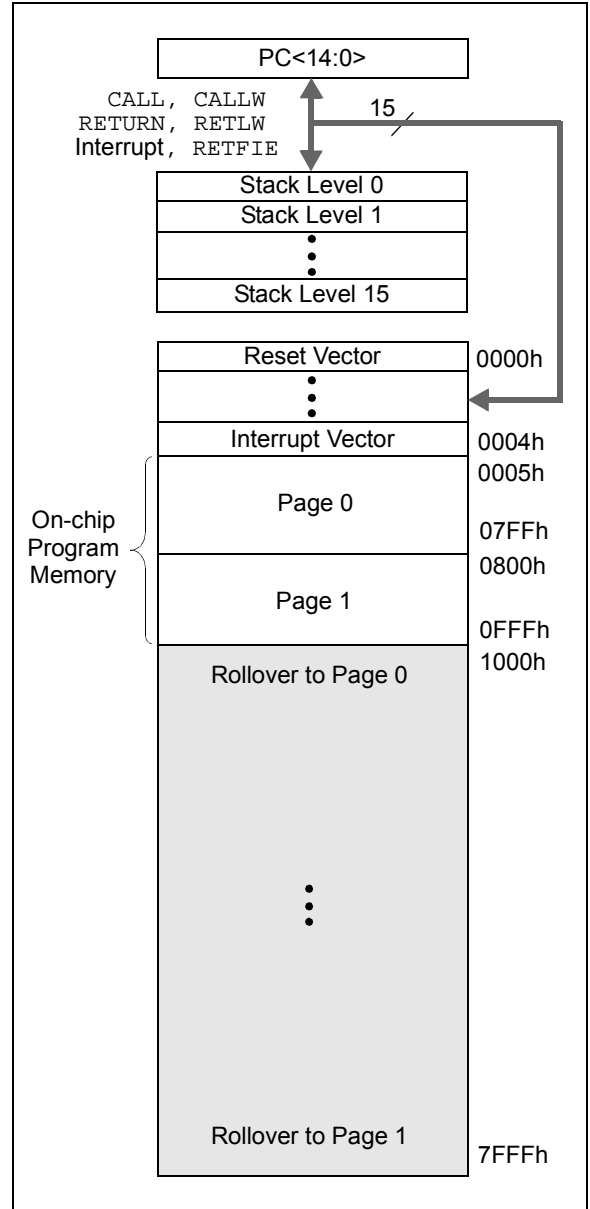 PC<14:0>
CALL, CALLW
RETURN, RETLW
Interrupt, RETFIE
15
Stack Level 0
Stack Level 1
Stack Level 15
Reset Vector
0000h
Interrupt Vector
0004h
0005h
Page 0
On-chip
Program
Memory
07FFh
0800h
Page 1
0FFFh
1000h
Rollover to Page 0
Rollover to Page 1
7FFFh